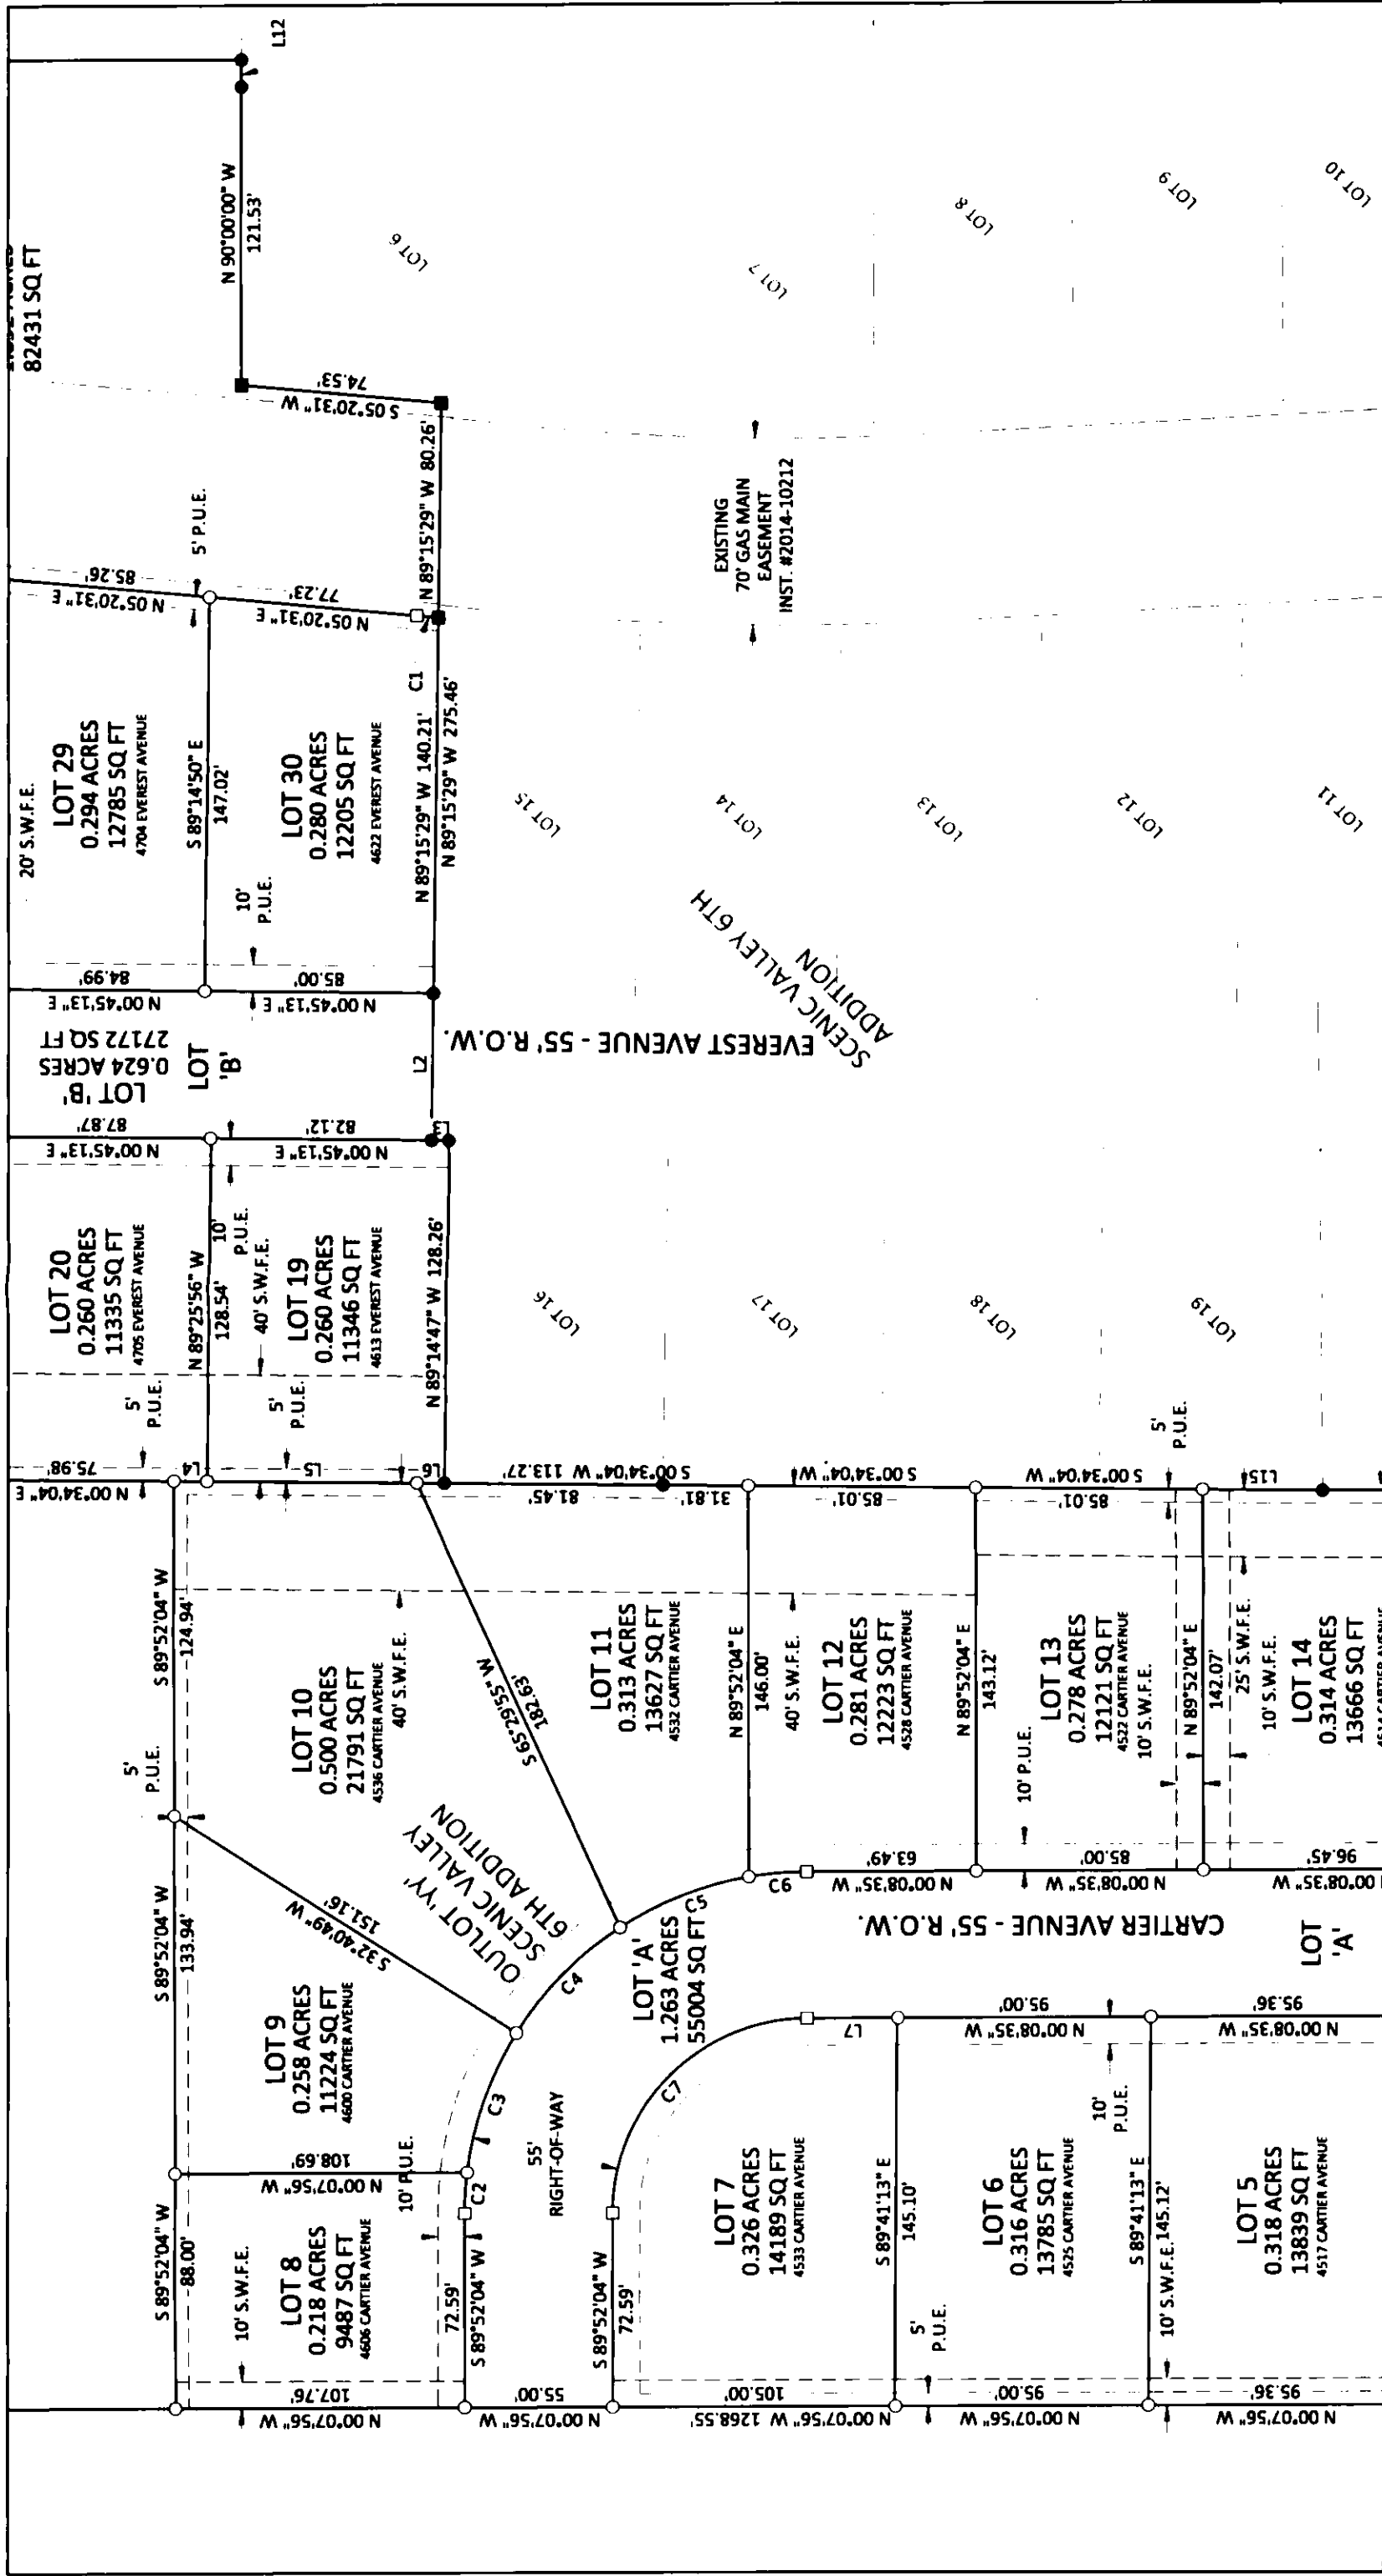 82431 SQ FT
L12
N 90°00'00" W
121.53'
S 05°20'31" W
74.53'
LOT 6
LOT 7
LOT 8
LOT 9
LOT 10
5' P.U.E.
N 05°20'31" E
85.26'
N 05°20'31" E
77.23'
N 89°15'29" W 80.26'
EXISTING
70' GAS MAIN
EASEMENT
INST. #2014-10212
20' S.W.F.E.
LOT 29
0.294 ACRES
12785 SQ FT
4704 EVEREST AVENUE
S 89°14'50" E
147.02'
LOT 30
0.280 ACRES
12205 SQ FT
4622 EVEREST AVENUE
10'
P.U.E.
C1
N 89°15'29" W 140.21'
N 89°15'29" W 275.46'
LOT 15
LOT 14
LOT 13
LOT 12
LOT 11
SCENIC VALLEY 6TH
ADDITION
N 00°45'13" E
84.99'
N 00°45'13" E
85.00'
LOT 'B'
0.624 ACRES
27172 SQ FT
LOT
'B'
L2
L3
EVEREST AVENUE - 55' R.O.W.
N 00°45'13" E
87.87'
N 00°45'13" E
82.12'
LOT 20
0.260 ACRES
11335 SQ FT
4705 EVEREST AVENUE
N 89°25'56" W
128.54'
10'
P.U.E.
40' S.W.F.E.
LOT 19
0.260 ACRES
11346 SQ FT
4613 EVEREST AVENUE
N 89°14'47" W 128.26'
LOT 16
LOT 17
LOT 18
LOT 19
5'
P.U.E.
5'
P.U.E.
5'
P.U.E.
N 00°34'04" E
75.98'
L4
L5
L6
S 00°34'04" W 113.27'
81.45'
31.81'
S 00°34'04" W
85.01'
S 00°34'04" W
85.01'
L15
S 89°52'04" W
124.94'
5'
P.U.E.
LOT 10
0.500 ACRES
21791 SQ FT
4536 CARTIER AVENUE
40' S.W.F.E.
S 65°29'55" W
182.63'
LOT 11
0.313 ACRES
13627 SQ FT
4532 CARTIER AVENUE
N 89°52'04" E
146.00'
40' S.W.F.E.
LOT 12
0.281 ACRES
12223 SQ FT
4528 CARTIER AVENUE
N 89°52'04" E
143.12'
10' P.U.E.
LOT 13
0.278 ACRES
12121 SQ FT
4522 CARTIER AVENUE
10' S.W.F.E.
N 89°52'04" E
142.07'
25' S.W.F.E.
10' S.W.F.E.
LOT 14
0.314 ACRES
13666 SQ FT
OUTLOT 'YY'
SCENIC VALLEY
6TH ADDITION
S 32°40'49" W
151.16'
S 89°52'04" W
133.94'
LOT 9
0.258 ACRES
11224 SQ FT
4600 CARTIER AVENUE
C3
C4
C5
C9
N 00°08'35" W
63.49'
N 00°08'35" W
85.00'
N 00°08'35" W
96.45'
LOT 'A'
1.263 ACRES
55004 SQ FT
CARTIER AVENUE - 55' R.O.W.
LOT
'A'
N 00°07'56" W
108.69'
10' P.U.E.
C2
55'
RIGHT-OF-WAY
C7
L7
N 00°08'35" W
95.00'
N 00°08'35" W
95.36'
S 89°52'04" W
88.00'
10' S.W.F.E.
LOT 8
0.218 ACRES
9487 SQ FT
4606 CARTIER AVENUE
72.59'
S 89°52'04" W
S 89°52'04" W
72.59'
LOT 7
0.326 ACRES
14189 SQ FT
4533 CARTIER AVENUE
S 89°41'13" E
145.10'
5'
P.U.E.
10'
P.U.E.
LOT 6
0.316 ACRES
13785 SQ FT
4525 CARTIER AVENUE
S 89°41'13" E
145.12'
10' S.W.F.E.
LOT 5
0.318 ACRES
13839 SQ FT
4517 CARTIER AVENUE
N 00°07'56" W
107.76'
N 00°07'56" W
55.00'
N 00°07'56" W 1268.55'
105.00'
N 00°07'56" W
95.00'
N 00°07'56" W
95.36'